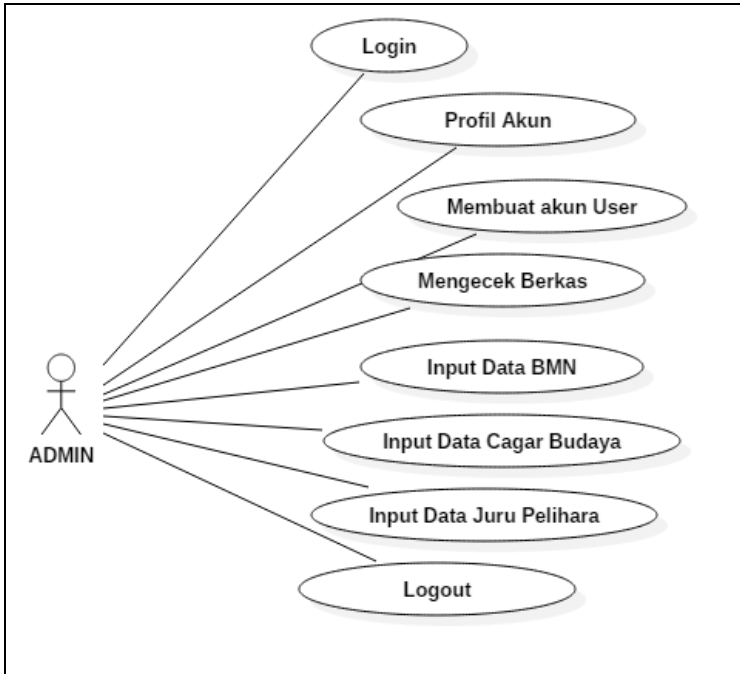 Login
Profil Akun
Membuat akun User
Mengecek Berkas
Input Data BMN
Input Data Cagar Budaya
ADMIN
Input Data Juru Pelihara
Logout